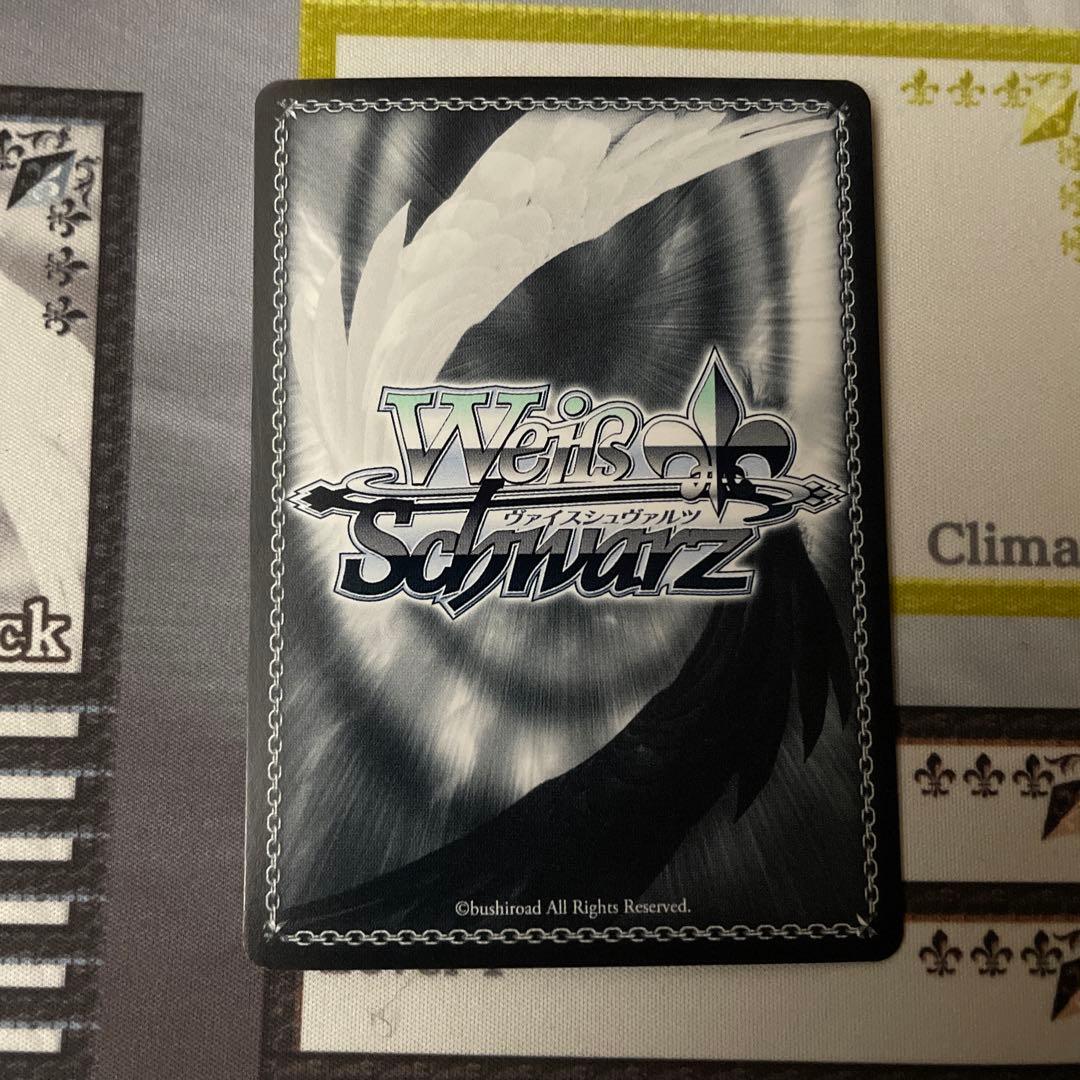 Weiß
ヴァイスシュヴァルツ
Schwarz
©bushiroad All Rights Reserved.
Clima
ck